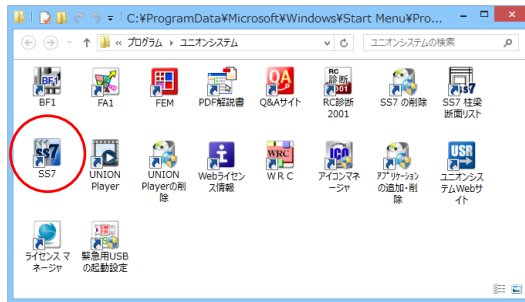 C:¥ProgramData¥Microsoft¥Windows¥Start Menu¥Pro...
« プログラム ▸ ユニオンシステム
ユニオンシステムの検索
BF1
FA1
FEM
PDF解説書
Q&Aサイト
RC診断
2001
SS7 の削除
SS7 柱梁
断面リスト
SS7
UNION
Player
UNION
Playerの削
除
Webライセン
ス情報
W R C
アイコンマネ
ージャ
ｱﾌﾟﾘｹｰｼｮﾝ
の追加・削
除
ユニオンシス
テムWebサ
イト
ライセンス マ
ネージャ
緊急用USB
の起動設定